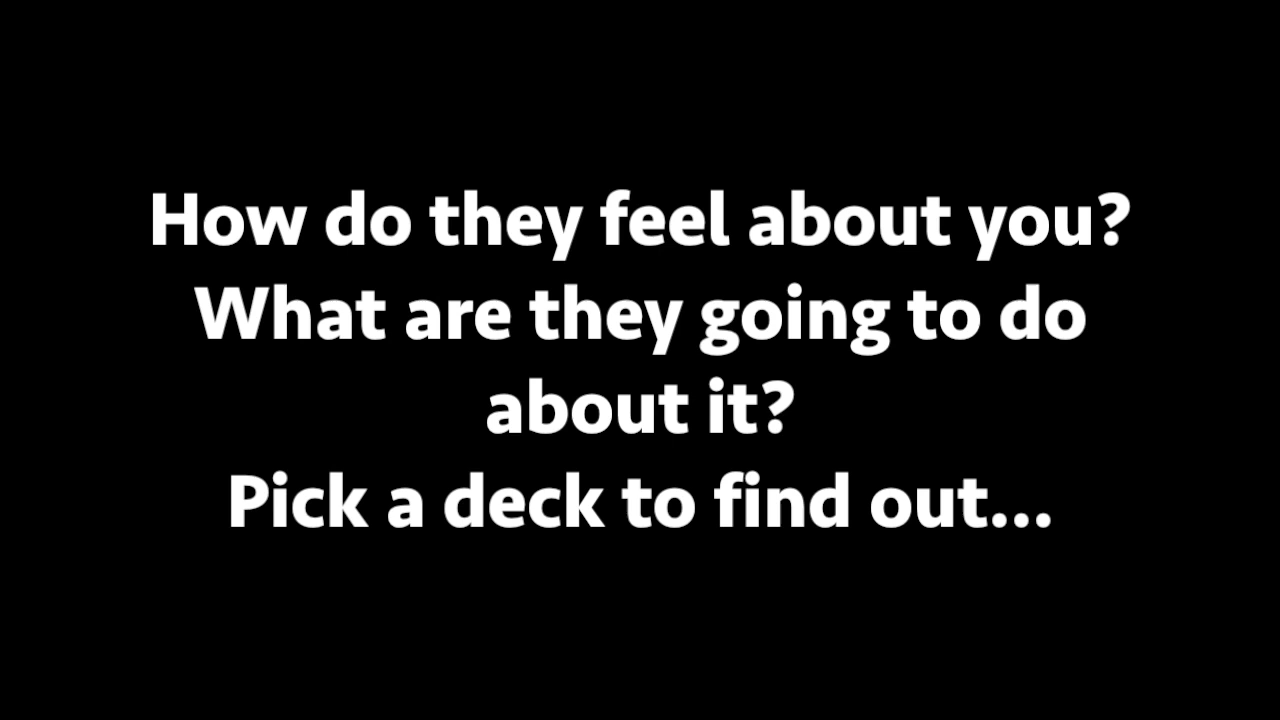 How do they feel about you?
What are they going to do
about it?
Pick a deck to find out...